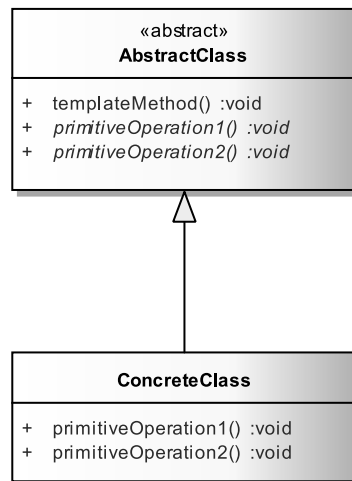 «abstract»
AbstractClass
+ templateMethod() :void
+ primitiveOperation1() :void
+ primitiveOperation2() :void
ConcreteClass
+ primitiveOperation1() :void
+ primitiveOperation2() :void